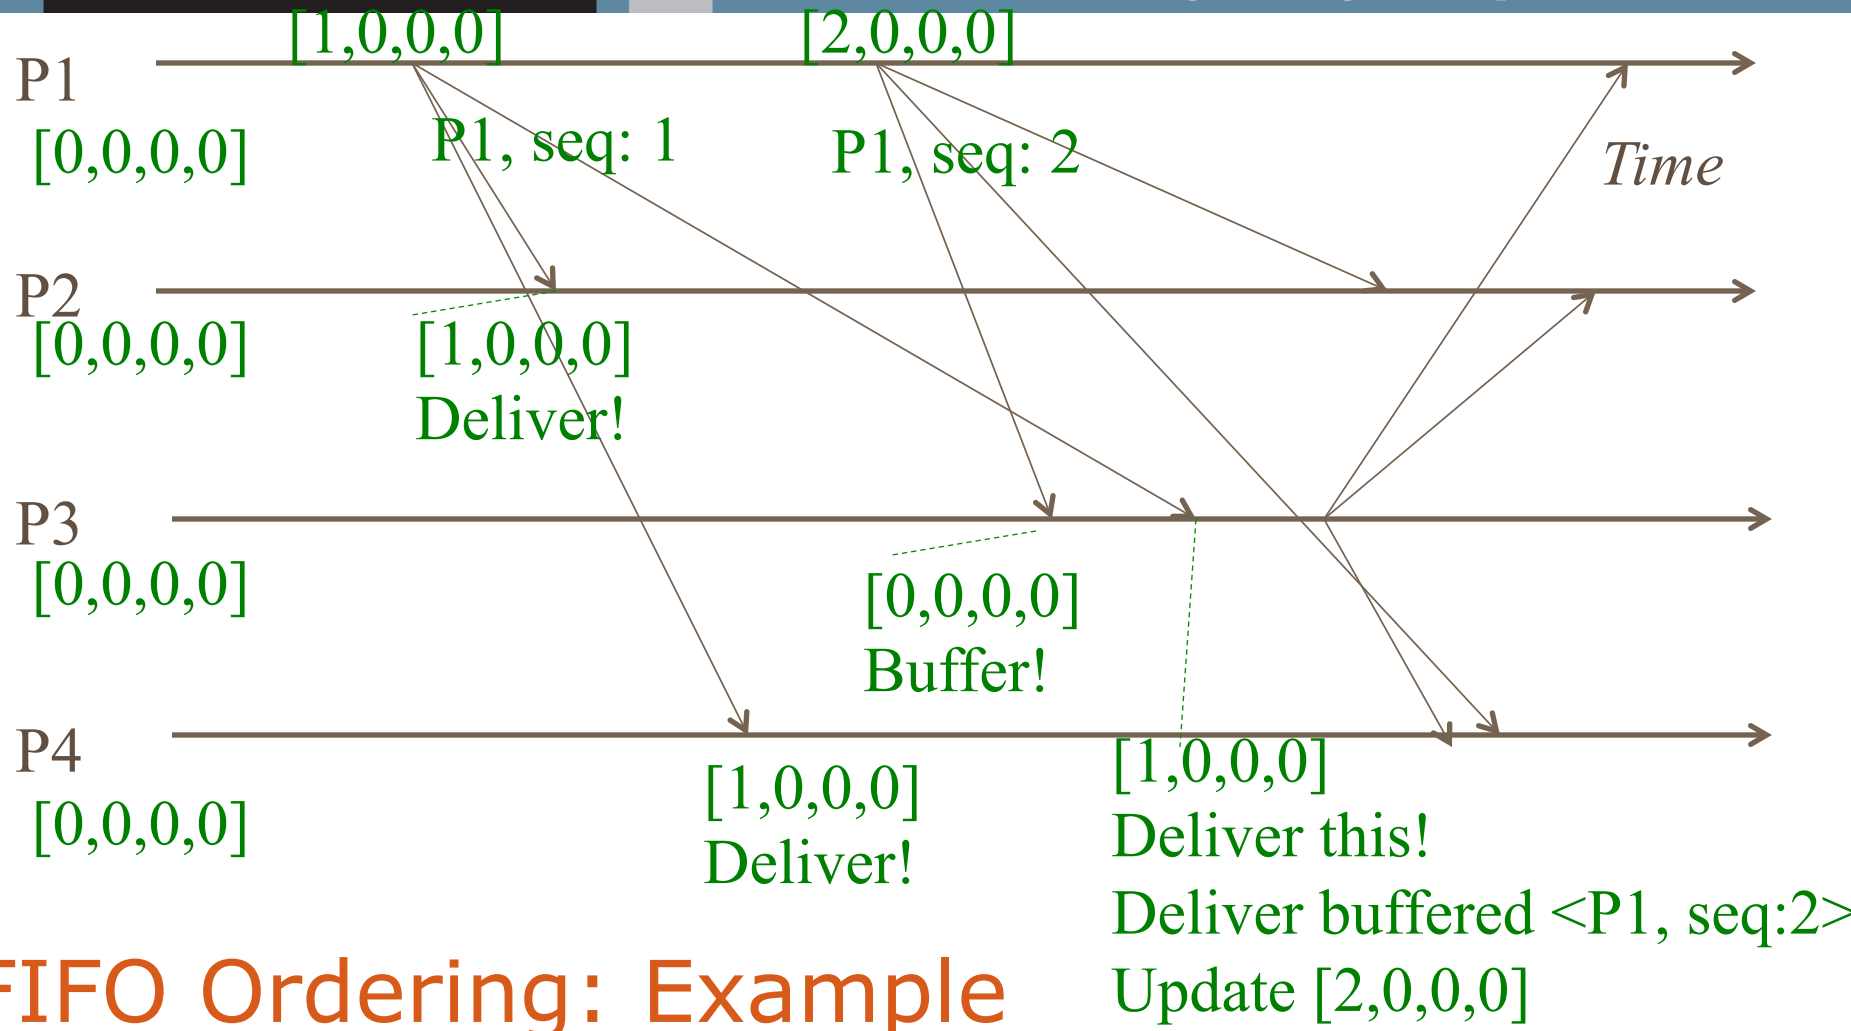 [1,0,0,0]
[2,0,0,0]
P1
[0,0,0,0]
P1, seq: 1
P1, seq: 2
Time
P2
[0,0,0,0]
[1,0,0,0]
Deliver!
P3
[0,0,0,0]
[0,0,0,0]
Buffer!
P4
[0,0,0,0]
[1,0,0,0]
Deliver!
[1,0,0,0]
Deliver this!
Deliver buffered <P1, seq:2>
Update [2,0,0,0]
FIFO Ordering: Example